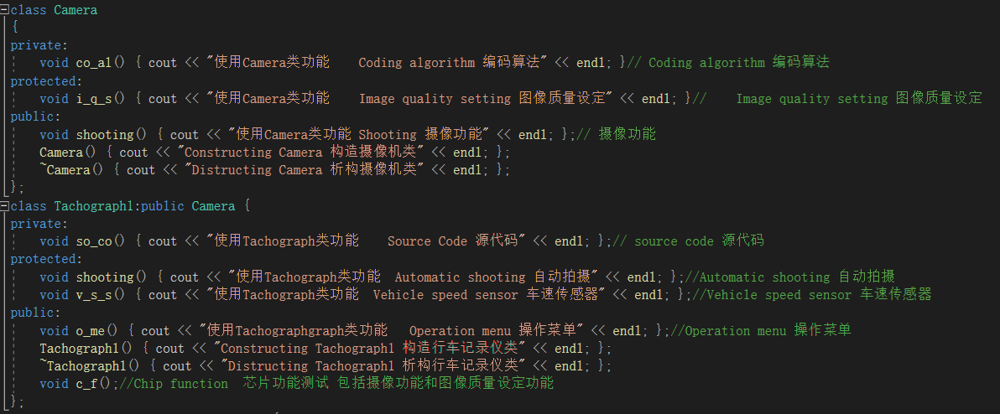 class Camera
{
private:
void co_al() { cout << "使用Camera类功能    Coding algorithm 编码算法" << endl; }// Coding algorithm 编码算法
protected:
void i_q_s() { cout << "使用Camera类功能    Image quality setting 图像质量设定" << endl; }//    Image quality setting 图像质量设定
public:
void shooting() { cout << "使用Camera类功能 Shooting 摄像功能" << endl; };// 摄像功能
Camera() { cout << "Constructing Camera 构造摄像机类" << endl; };
~Camera() { cout << "Distructing Camera 析构摄像机类" << endl; };
};
class Tachograph1:public Camera {
private:
void so_co() { cout << "使用Tachograph类功能    Source Code 源代码" << endl; };// source code 源代码
protected:
void shooting() { cout << "使用Tachograph类功能  Automatic shooting 自动拍摄" << endl; };//Automatic shooting 自动拍摄
void v_s_s() { cout << "使用Tachograph类功能  Vehicle speed sensor 车速传感器" << endl; };//Vehicle speed sensor 车速传感器
public:
void o_me() { cout << "使用Tachographgraph类功能   Operation menu 操作菜单" << endl; };//Operation menu 操作菜单
Tachograph1() { cout << "Constructing Tachograph1 构造行车记录仪类" << endl; };
~Tachograph1() { cout << "Distructing Tachograph1 析构行车记录仪类" << endl; };
void c_f();//Chip function  芯片功能测试 包括摄像功能和图像质量设定功能
};